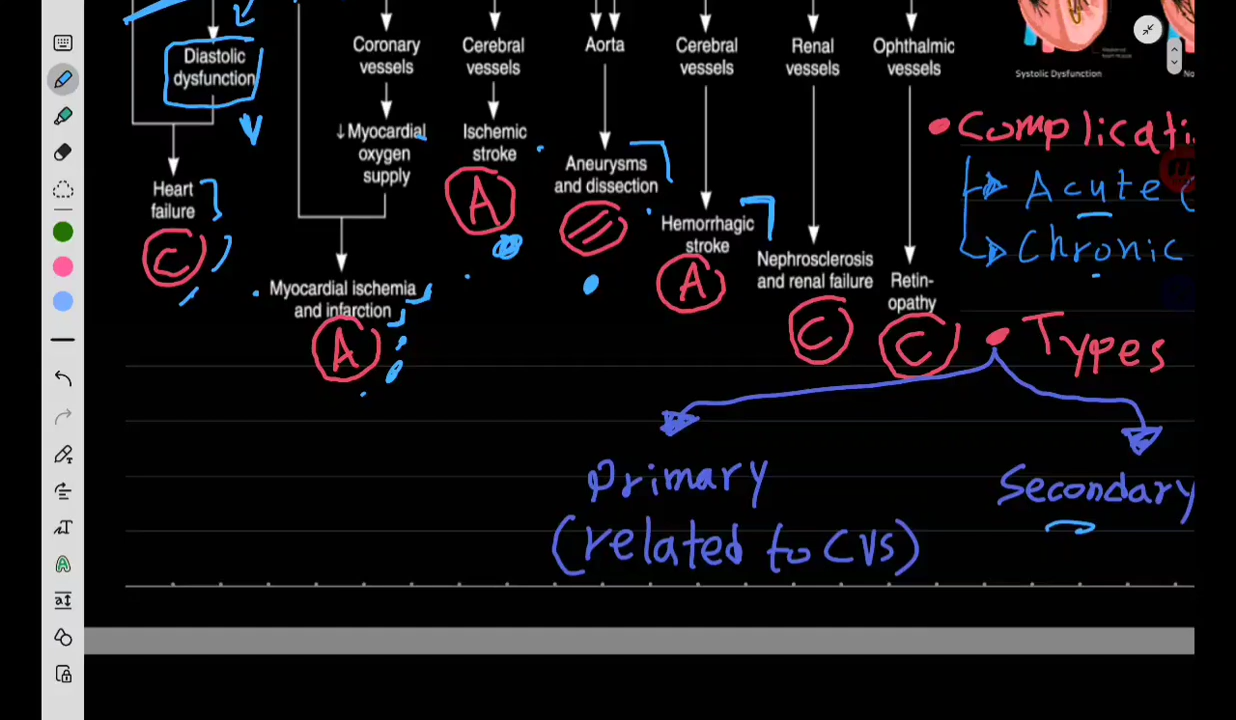 Diastolic
dysfunction
Coronary
vessels
Cerebral
vessels
Aorta
Cerebral
vessels
Renal
vessels
Ophthalmic
vessels
Systolic Dysfunction
No
↓Myocardial
oxygen
supply
Ischemic
stroke
A
Aneurysms
and dissection
Hemorrhagic
stroke
A
Heart
failure
C
Myocardial ischemia
and infarction
A
Nephrosclerosis
and renal failure
C
Retin-
opathy
C
Complicati
Acute (
Chronic
Types
Primary
(related to CVS)
Secondary